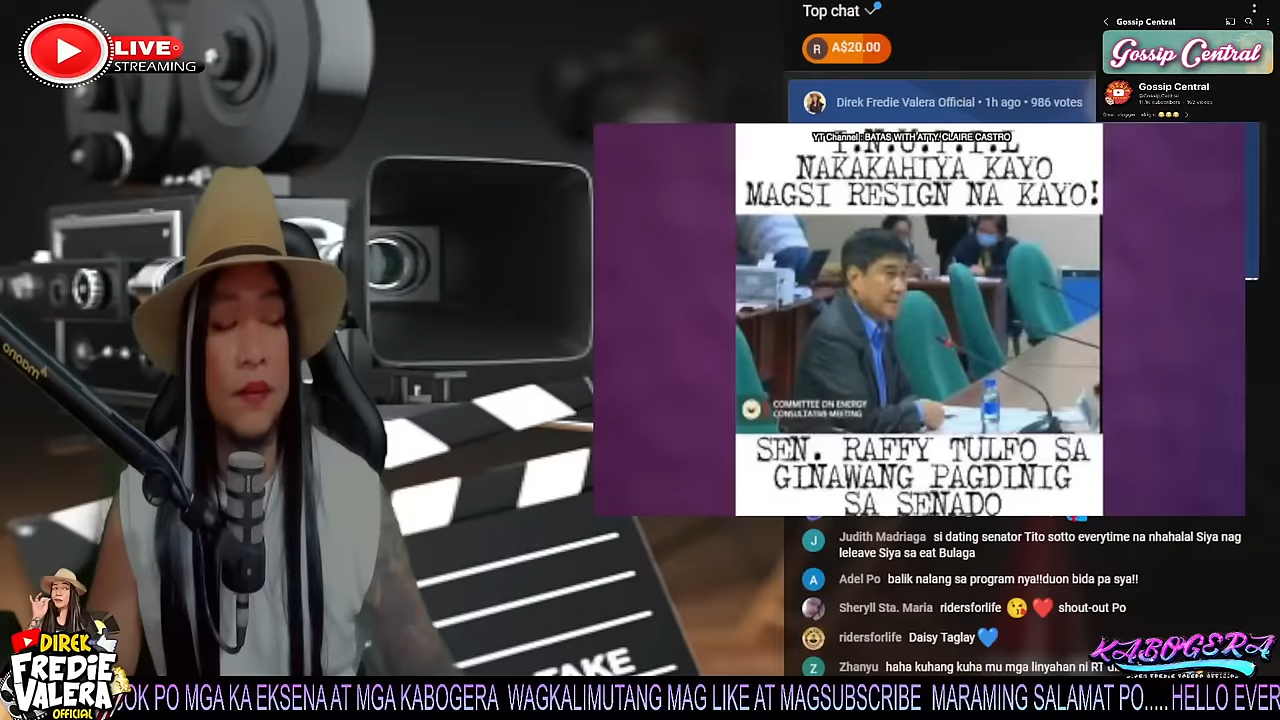 LIVE
STREAMING
Top chat
R A$20.00
Direk Fredie Valera Official • 1h ago • 986 votes
Gossip Central
Gossip Central
Gossip Central
YT Channel : BATAS WITH ATTY. CLAIRE CASTRO
NAKAKAHIYA KAYO
MAGSI RESIGN NA KAYO!
COMMITTEE ON ENERGY
CONSULTATIVE MEETING
SEN. RAFFY TULFO SA
GINAWANG PAGDINIG
SA SENADO
maono
TAKE
J Judith Madriaga si dating senator Tito sotto everytime na nhahalal Siya nag
leleave Siya sa eat Bulaga
A Adel Po balik nalang sa program nya!!duon bida pa sya!!
Sheryll Sta. Maria ridersforlife 😘 ❤️ shout-out Po
ridersforlife Daisy Taglay 💙
Z Zhanyu haha kuhang kuha mu mga linyahan ni RT
KABOGERA
DIREK
FREDIE
VALERA
OFFICIAL
OK PO MGA KA EKSENA AT MGA KABOGERA WAGKALIMUTANG MAG LIKE AT MAGSUBSCRIBE MARAMING SALAMAT PO.....HELLO EVER